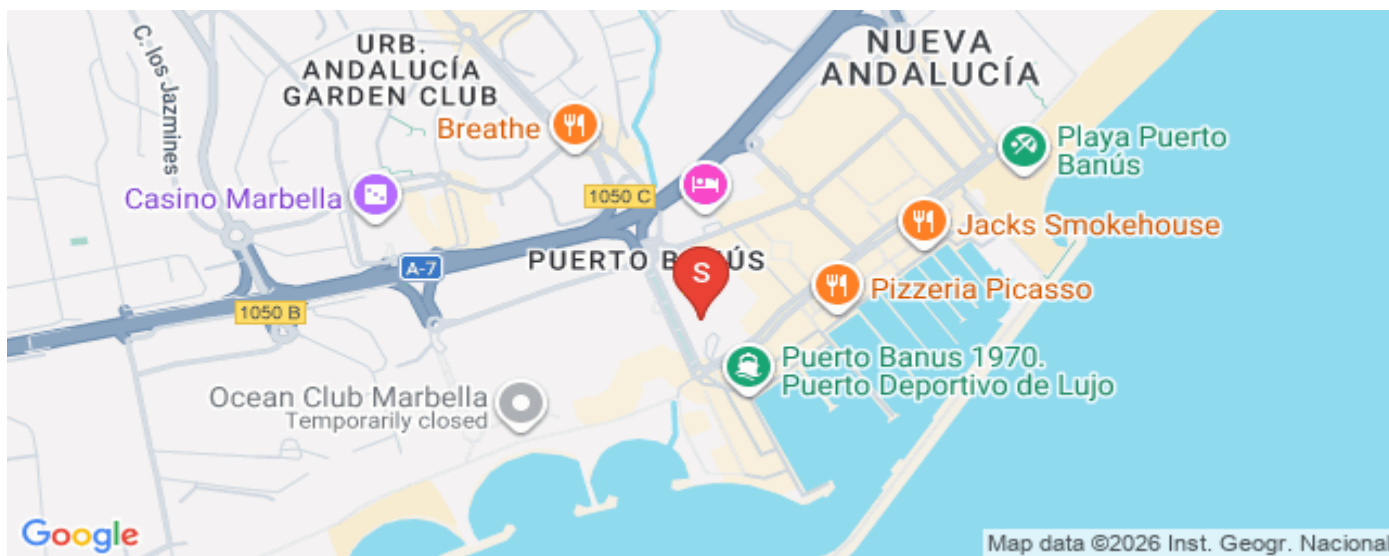 C. los Jazmines
URB.
ANDALUCÍA
GARDEN CLUB
NUEVA
ANDALUCÍA
Breathe
Playa Puerto
Banús
Casino Marbella
1050 C
Jacks Smokehouse
PUERTO B
ÚS
S
A-7
Pizzeria Picasso
1050 B
Puerto Banus 1970.
Puerto Deportivo de Lujo
Ocean Club Marbella
Temporarily closed
Google
Map data ©2026 Inst. Geogr. Nacional